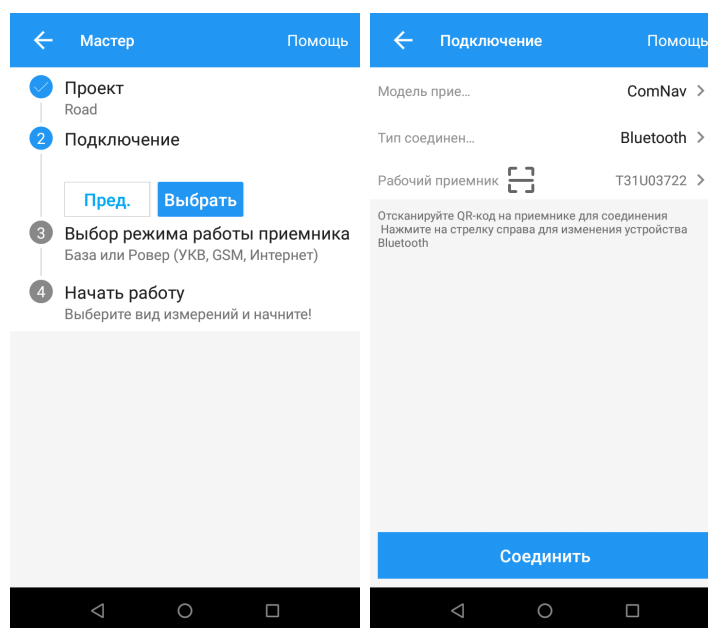 Мастер
Помощь
Проект
Road
2
Подключение
Пред.
Выбрать
3
Выбор режима работы приемника
База или Ровер (УКВ, GSM, Интернет)
4
Начать работу
Выберите вид измерений и начните!
Подключение
Помощь
Модель прие...
ComNav
Тип соединен...
Bluetooth
Рабочий приемник
T31U03722
Отсканируйте QR-код на приемнике для соединения
Нажмите на стрелку справа для изменения устройства
Bluetooth
Соединить